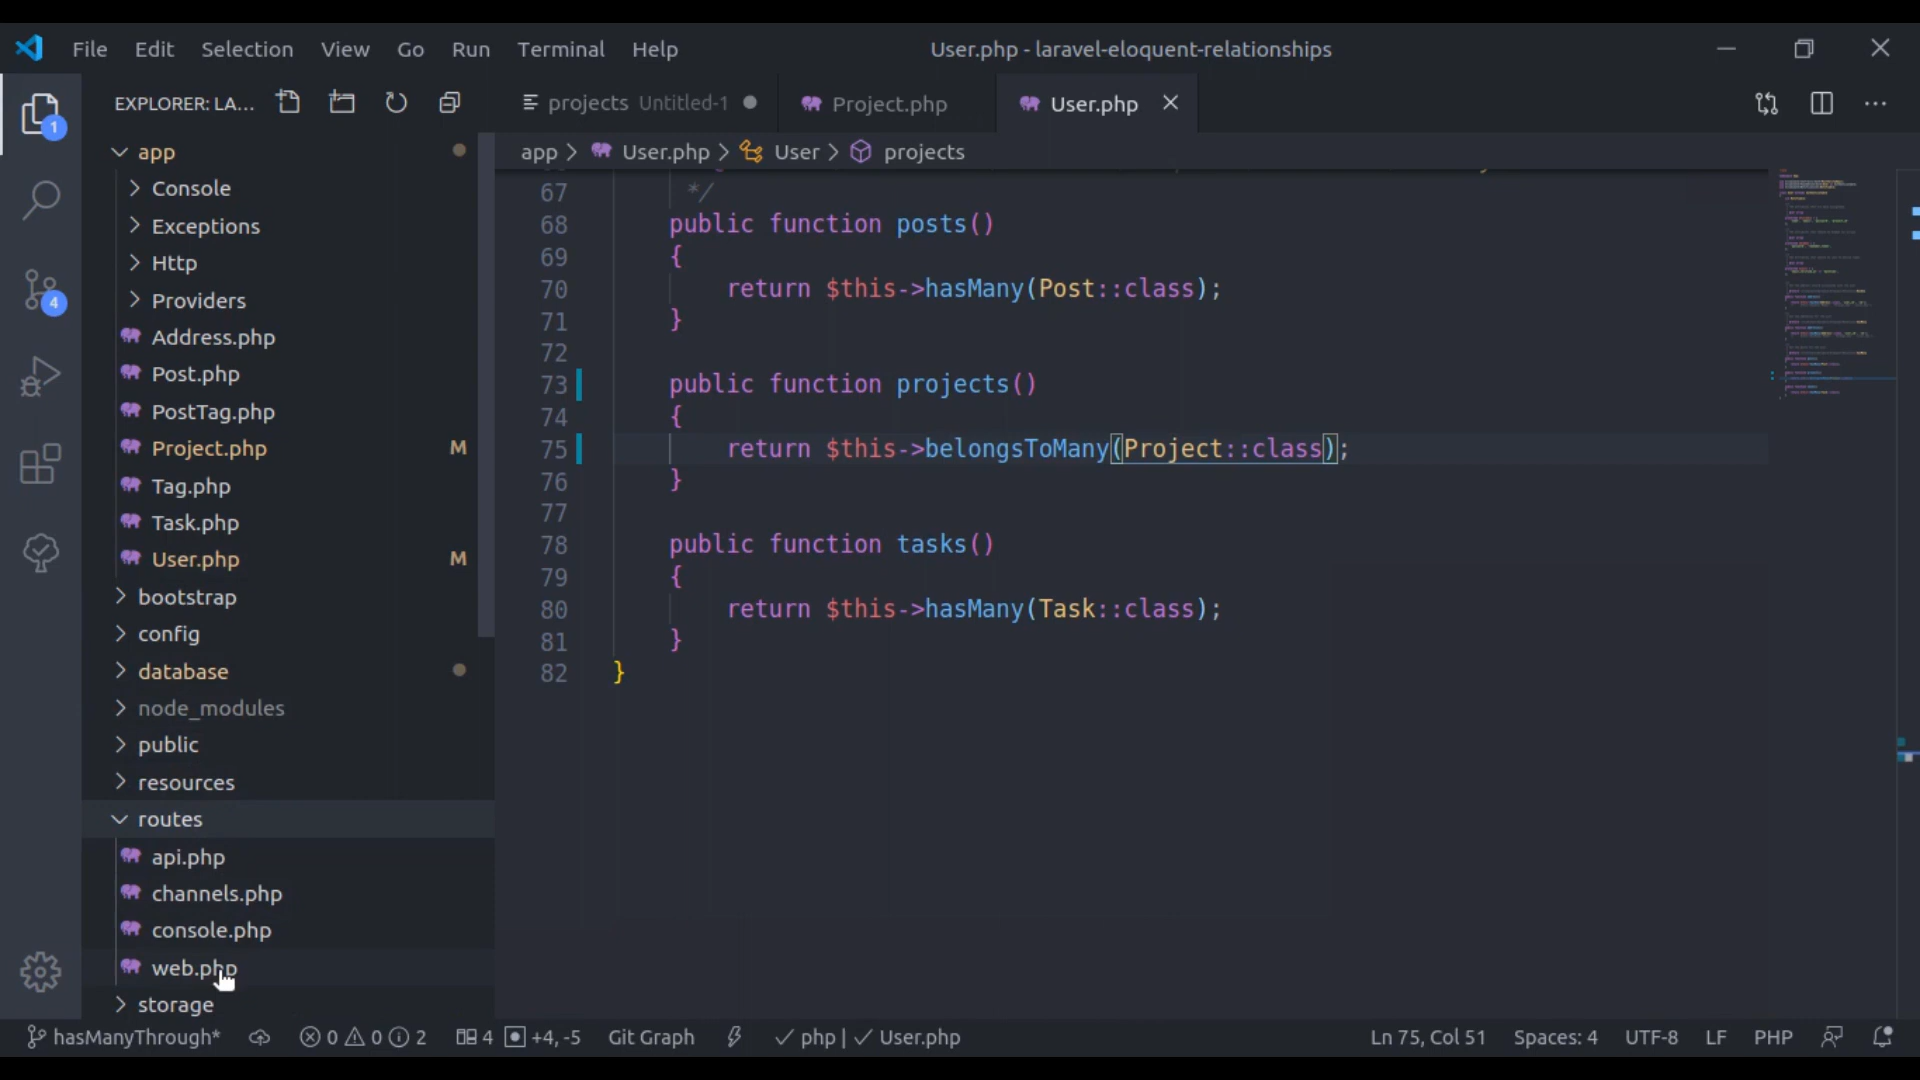 File Edit Selection View Go Run Terminal Help
User.php - laravel-eloquent-relationships
EXPLORER: LA...
projects Untitled-1
Project.php
User.php
app > User.php > User > projects
1
4
app
Console
Exceptions
Http
Providers
Address.php
Post.php
PostTag.php
Project.php M
Tag.php
Task.php
User.php M
bootstrap
config
database
node_modules
public
resources
routes
api.php
channels.php
console.php
web.php
storage
67 */
68 public function posts()
69 {
70 return $this->hasMany(Post::class);
71 }
72
73 public function projects()
74 {
75 return $this->belongsToMany(Project::class);
76 }
77
78 public function tasks()
79 {
80 return $this->hasMany(Task::class);
81 }
82 }
hasManyThrough* 0 0 2 4 +4, -5 Git Graph php | User.php Ln 75, Col 51 Spaces: 4 UTF-8 LF PHP